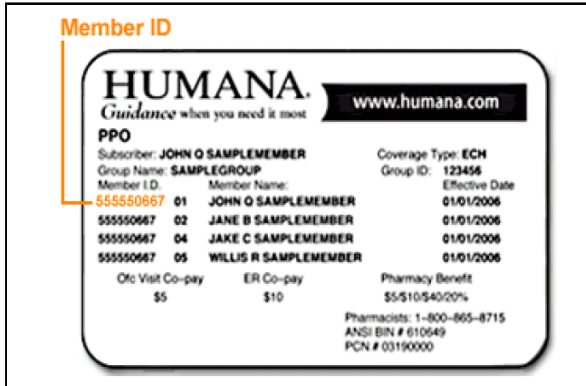 Member ID
HUMANA.
Guidance when you need it most
www.humana.com
PPO
Subscriber: JOHN Q SAMPLEMEMBER Coverage Type: ECH
Group Name: SAMPLEGROUP Group ID: 123456
Member I.D. Member Name: Effective Date
555550667 01 JOHN Q SAMPLEMEMBER 01/01/2006
555550667 02 JANE B SAMPLEMEMBER 01/01/2006
555550667 04 JAKE C SAMPLEMEMBER 01/01/2006
555550667 05 WILLIS R SAMPLEMEMBER 01/01/2006
Ofc Visit Co-pay ER Co-pay Pharmacy Benefit
$5 $10 $5/$10/$40/20%
Pharmacists: 1-800-865-8715
ANSI BIN # 610649
PCN # 03190000